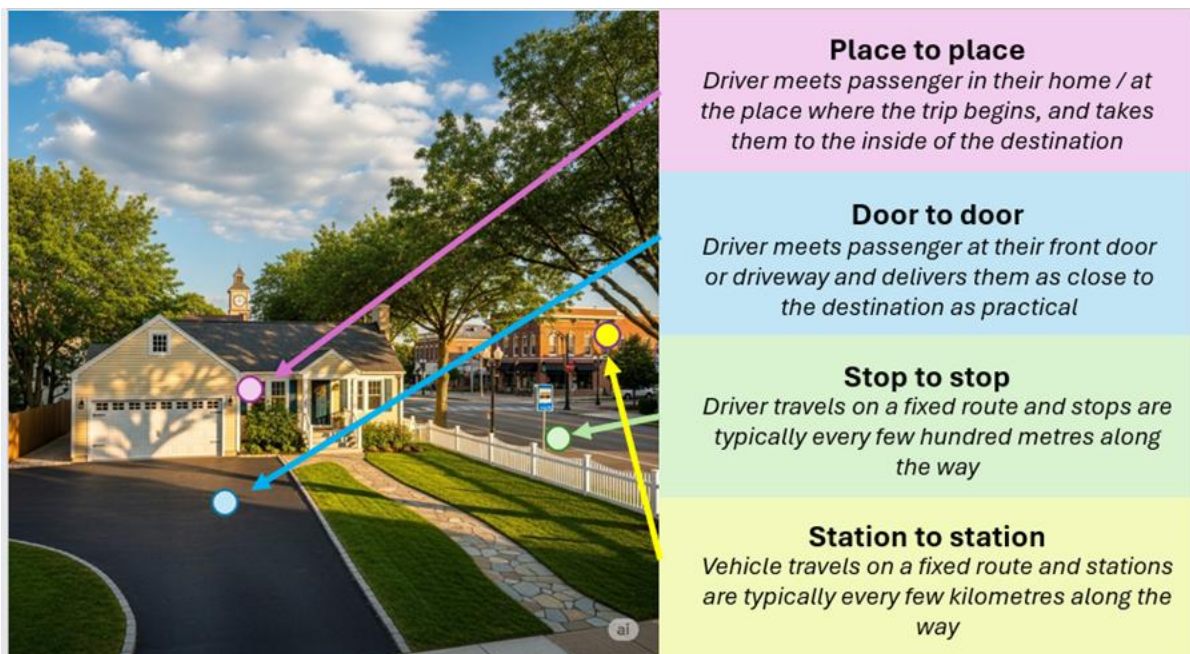 Place to place
Driver meets passenger in their home / at
the place where the trip begins, and takes
them to the inside of the destination
Door to door
Driver meets passenger at their front door
or driveway and delivers them as close to
the destination as practical
Stop to stop
Driver travels on a fixed route and stops are
typically every few hundred metres along
the way
Station to station
Vehicle travels on a fixed route and stations
are typically every few kilometres along the
way
ai